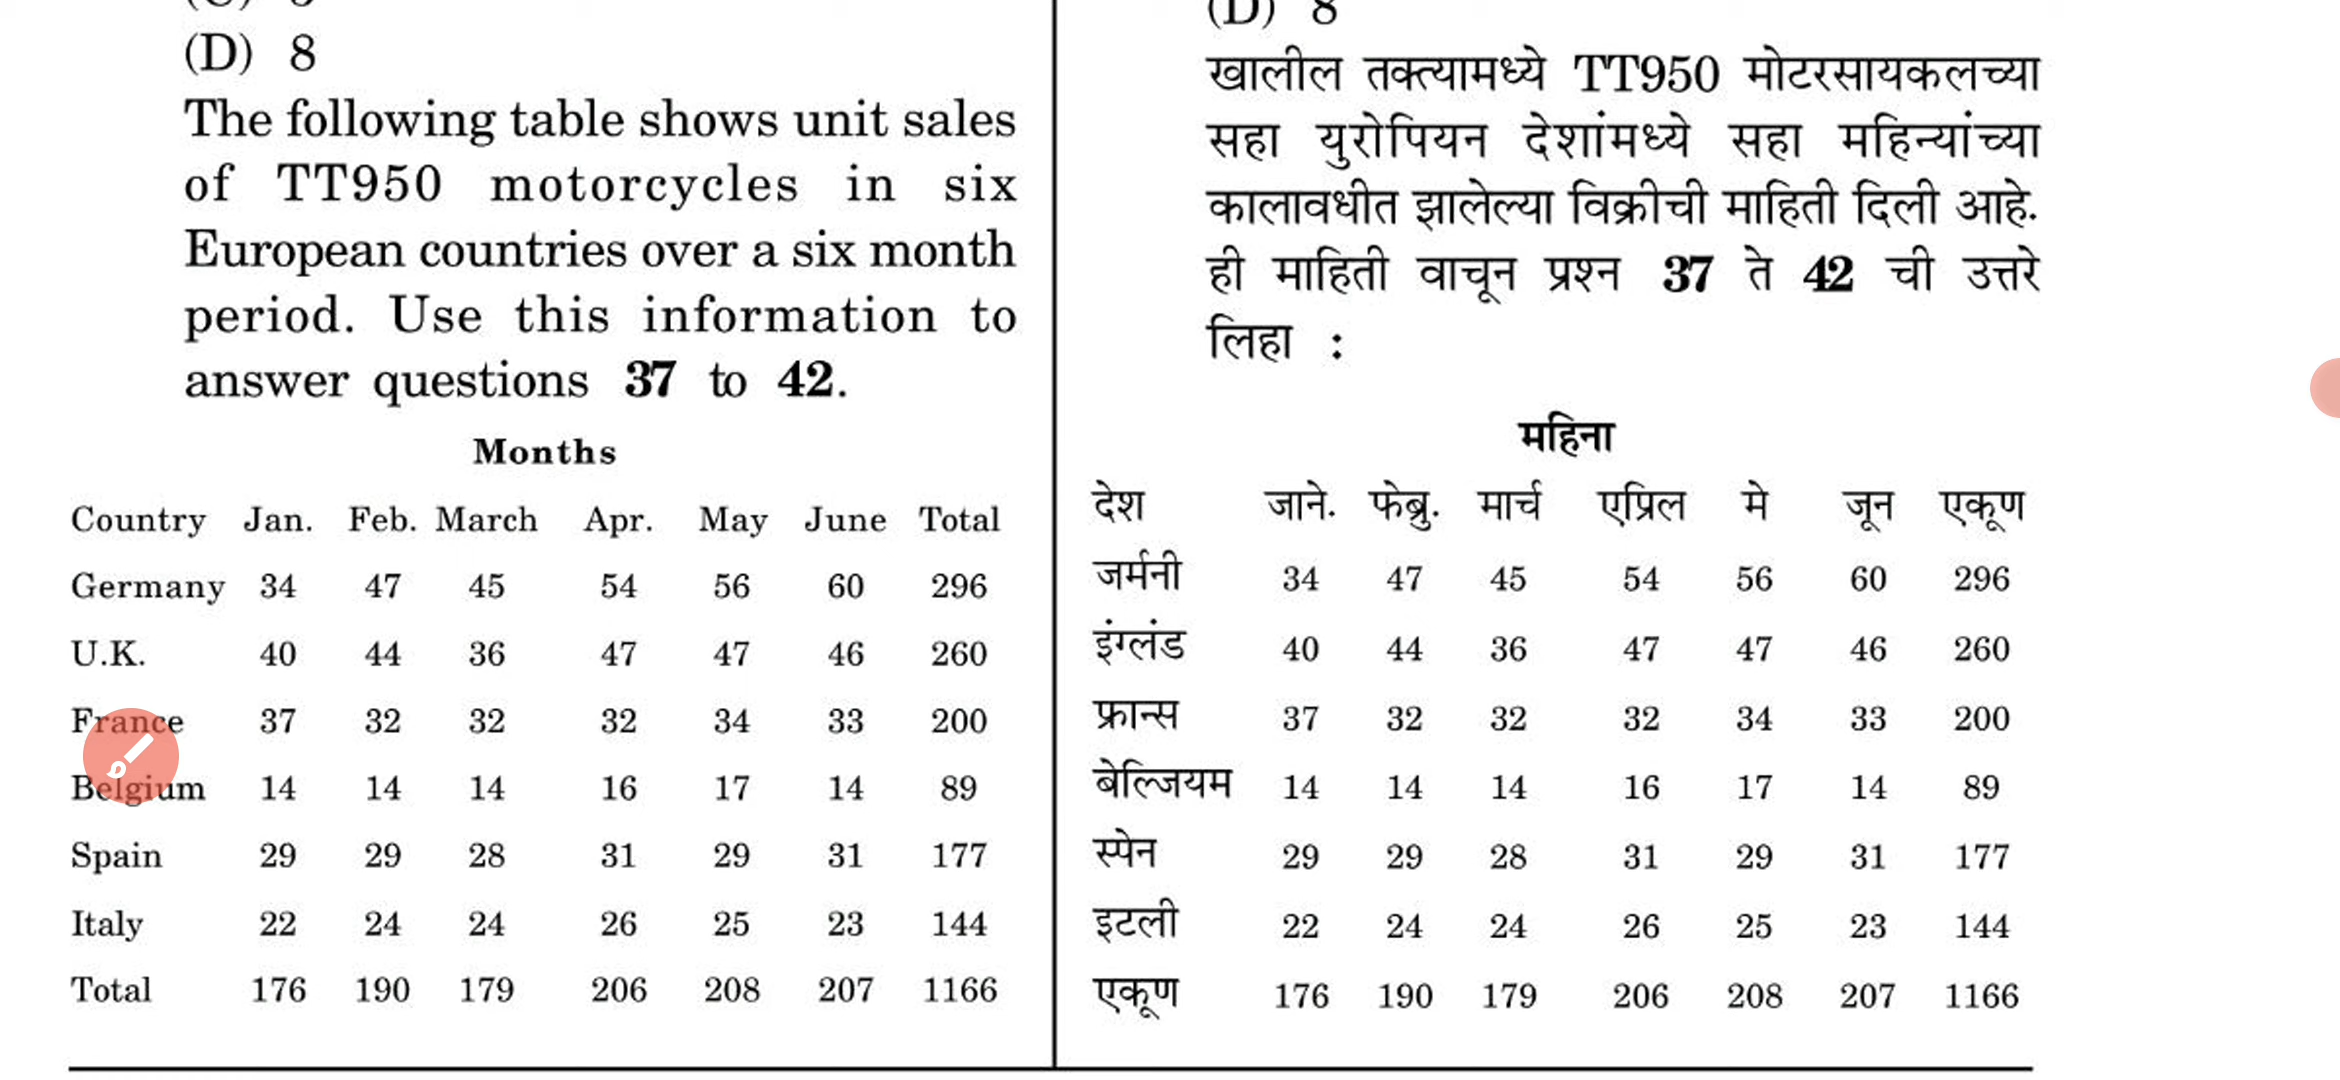 (D) 8
The following table shows unit sales
of TT950 motorcycles in six
European countries over a six month
period. Use this information to
answer questions 37 to 42.
Months
Country Jan. Feb. March Apr. May June Total
Germany 34 47 45 54 56 60 296
U.K. 40 44 36 47 47 46 260
France 37 32 32 32 34 33 200
Belgium 14 14 14 16 17 14 89
Spain 29 29 28 31 29 31 177
Italy 22 24 24 26 25 23 144
Total 176 190 179 206 208 207 1166
(D) 8
खालील तक्त्यामध्ये TT950 मोटरसायकलच्या
सहा युरोपियन देशांमध्ये सहा महिन्यांच्या
कालावधीत झालेल्या विक्रीची माहिती दिली आहे.
ही माहिती वाचून प्रश्न 37 ते 42 ची उत्तरे
लिहा :
महिना
देश जाने. फेब्रु. मार्च एप्रिल मे जून एकूण
जर्मनी 34 47 45 54 56 60 296
इंग्लंड 40 44 36 47 47 46 260
फ्रान्स 37 32 32 32 34 33 200
बेल्जियम 14 14 14 16 17 14 89
स्पेन 29 29 28 31 29 31 177
इटली 22 24 24 26 25 23 144
एकूण 176 190 179 206 208 207 1166